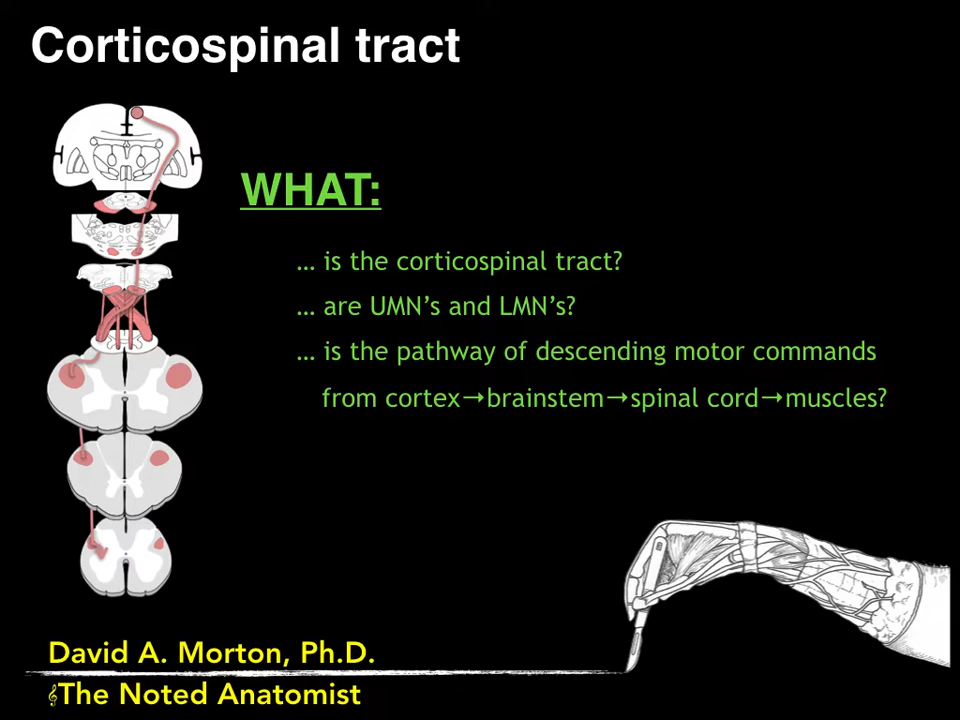 Corticospinal tract
WHAT:
... is the corticospinal tract?
... are UMN’s and LMN’s?
... is the pathway of descending motor commands
from cortex→brainstem→spinal cord→muscles?
David A. Morton, Ph.D.
𝄞The Noted Anatomist